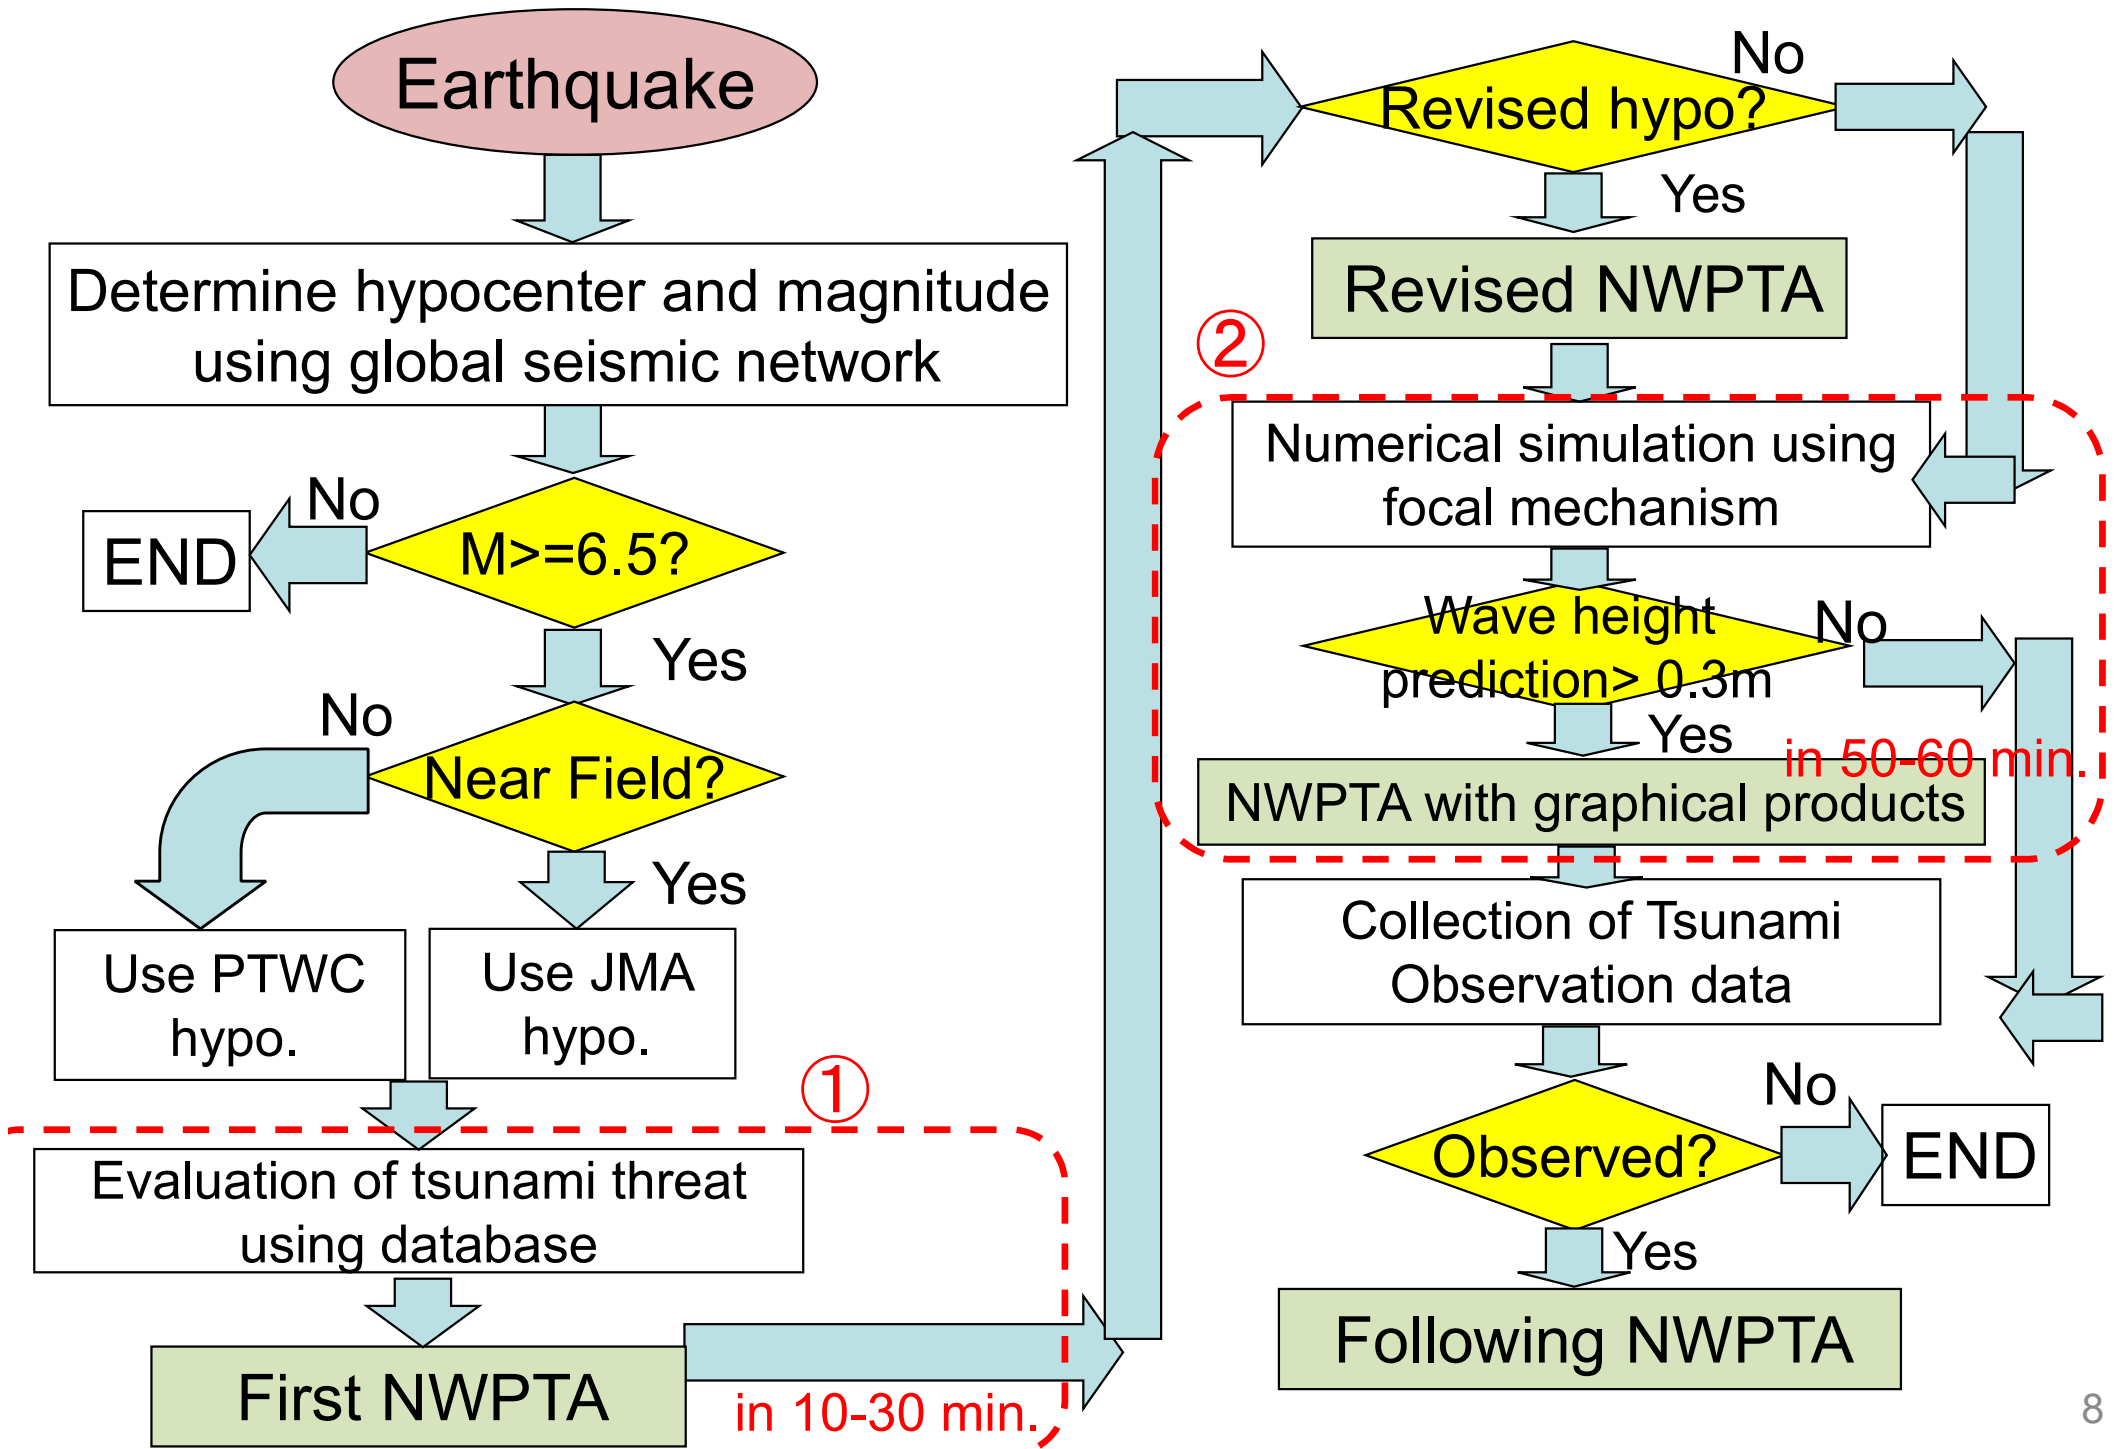 Earthquake
Determine hypocenter and magnitude
using global seismic network
No
END
M>=6.5?
Yes
No
Near Field?
Yes
Use PTWC
hypo.
Use JMA
hypo.
①
Evaluation of tsunami threat
using database
First NWPTA
in 10-30 min.
No
Revised hypo?
Yes
Revised NWPTA
②
Numerical simulation using
focal mechanism
Wave height
prediction> 0.3m
No
Yes
in 50-60 min.
NWPTA with graphical products
Collection of Tsunami
Observation data
No
Observed?
END
Yes
Following NWPTA
8